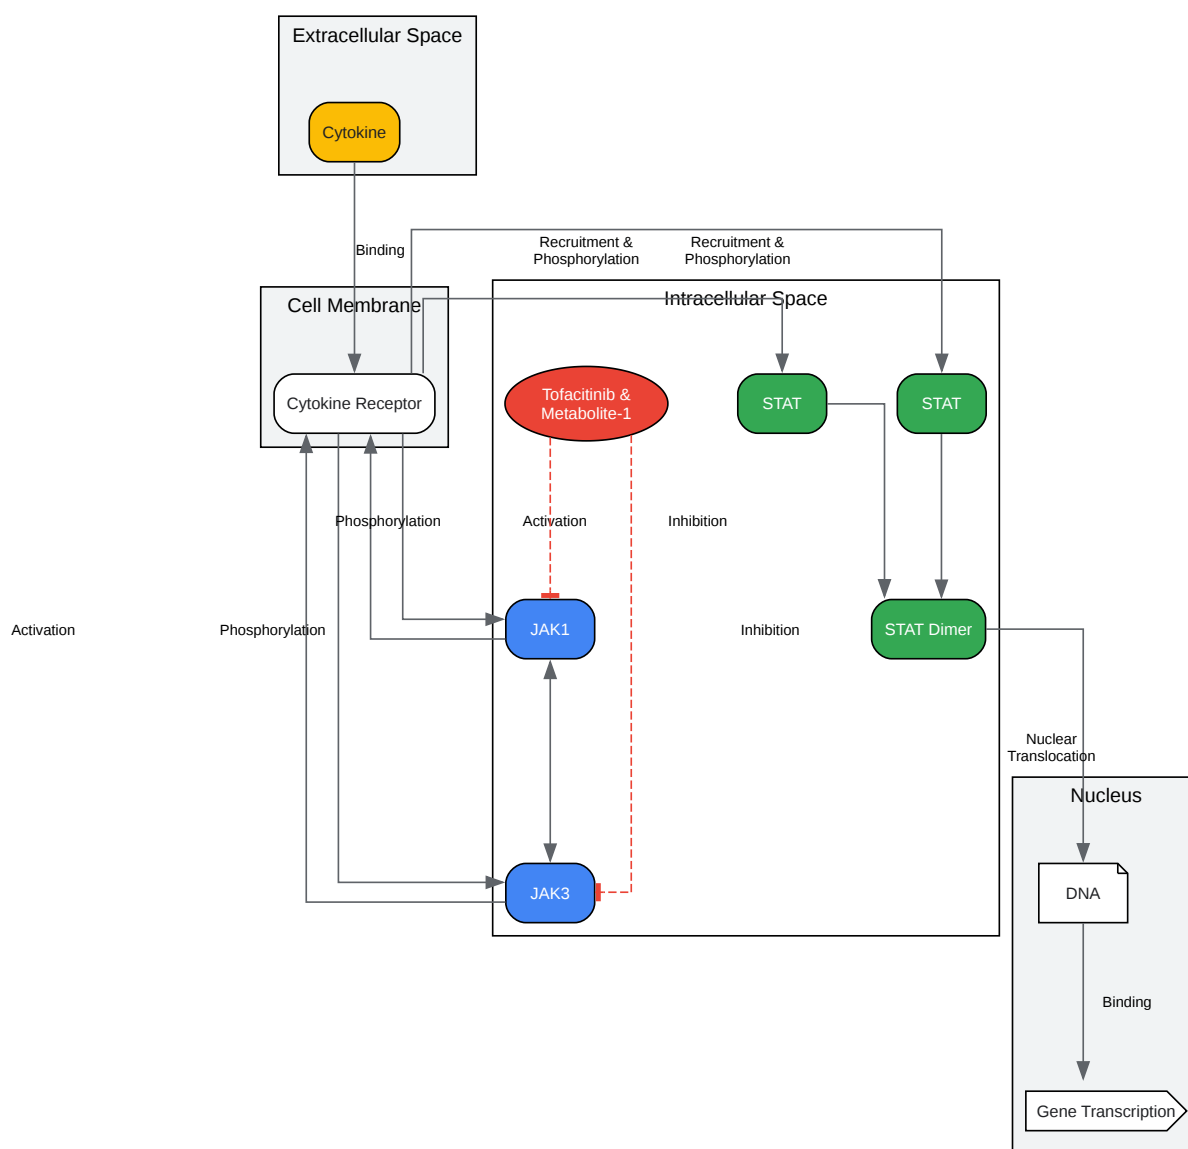 Extracellular Space
Cytokine
Binding
Recruitment &
Phosphorylation
Recruitment &
Phosphorylation
Cell Membrane
Intracellular Space
Cytokine Receptor
Tofacitinib &
Metabolite-1
STAT
STAT
Phosphorylation
Activation
Inhibition
Activation
Phosphorylation
JAK1
Inhibition
STAT Dimer
Nuclear
Translocation
Nucleus
JAK3
DNA
Binding
Gene Transcription